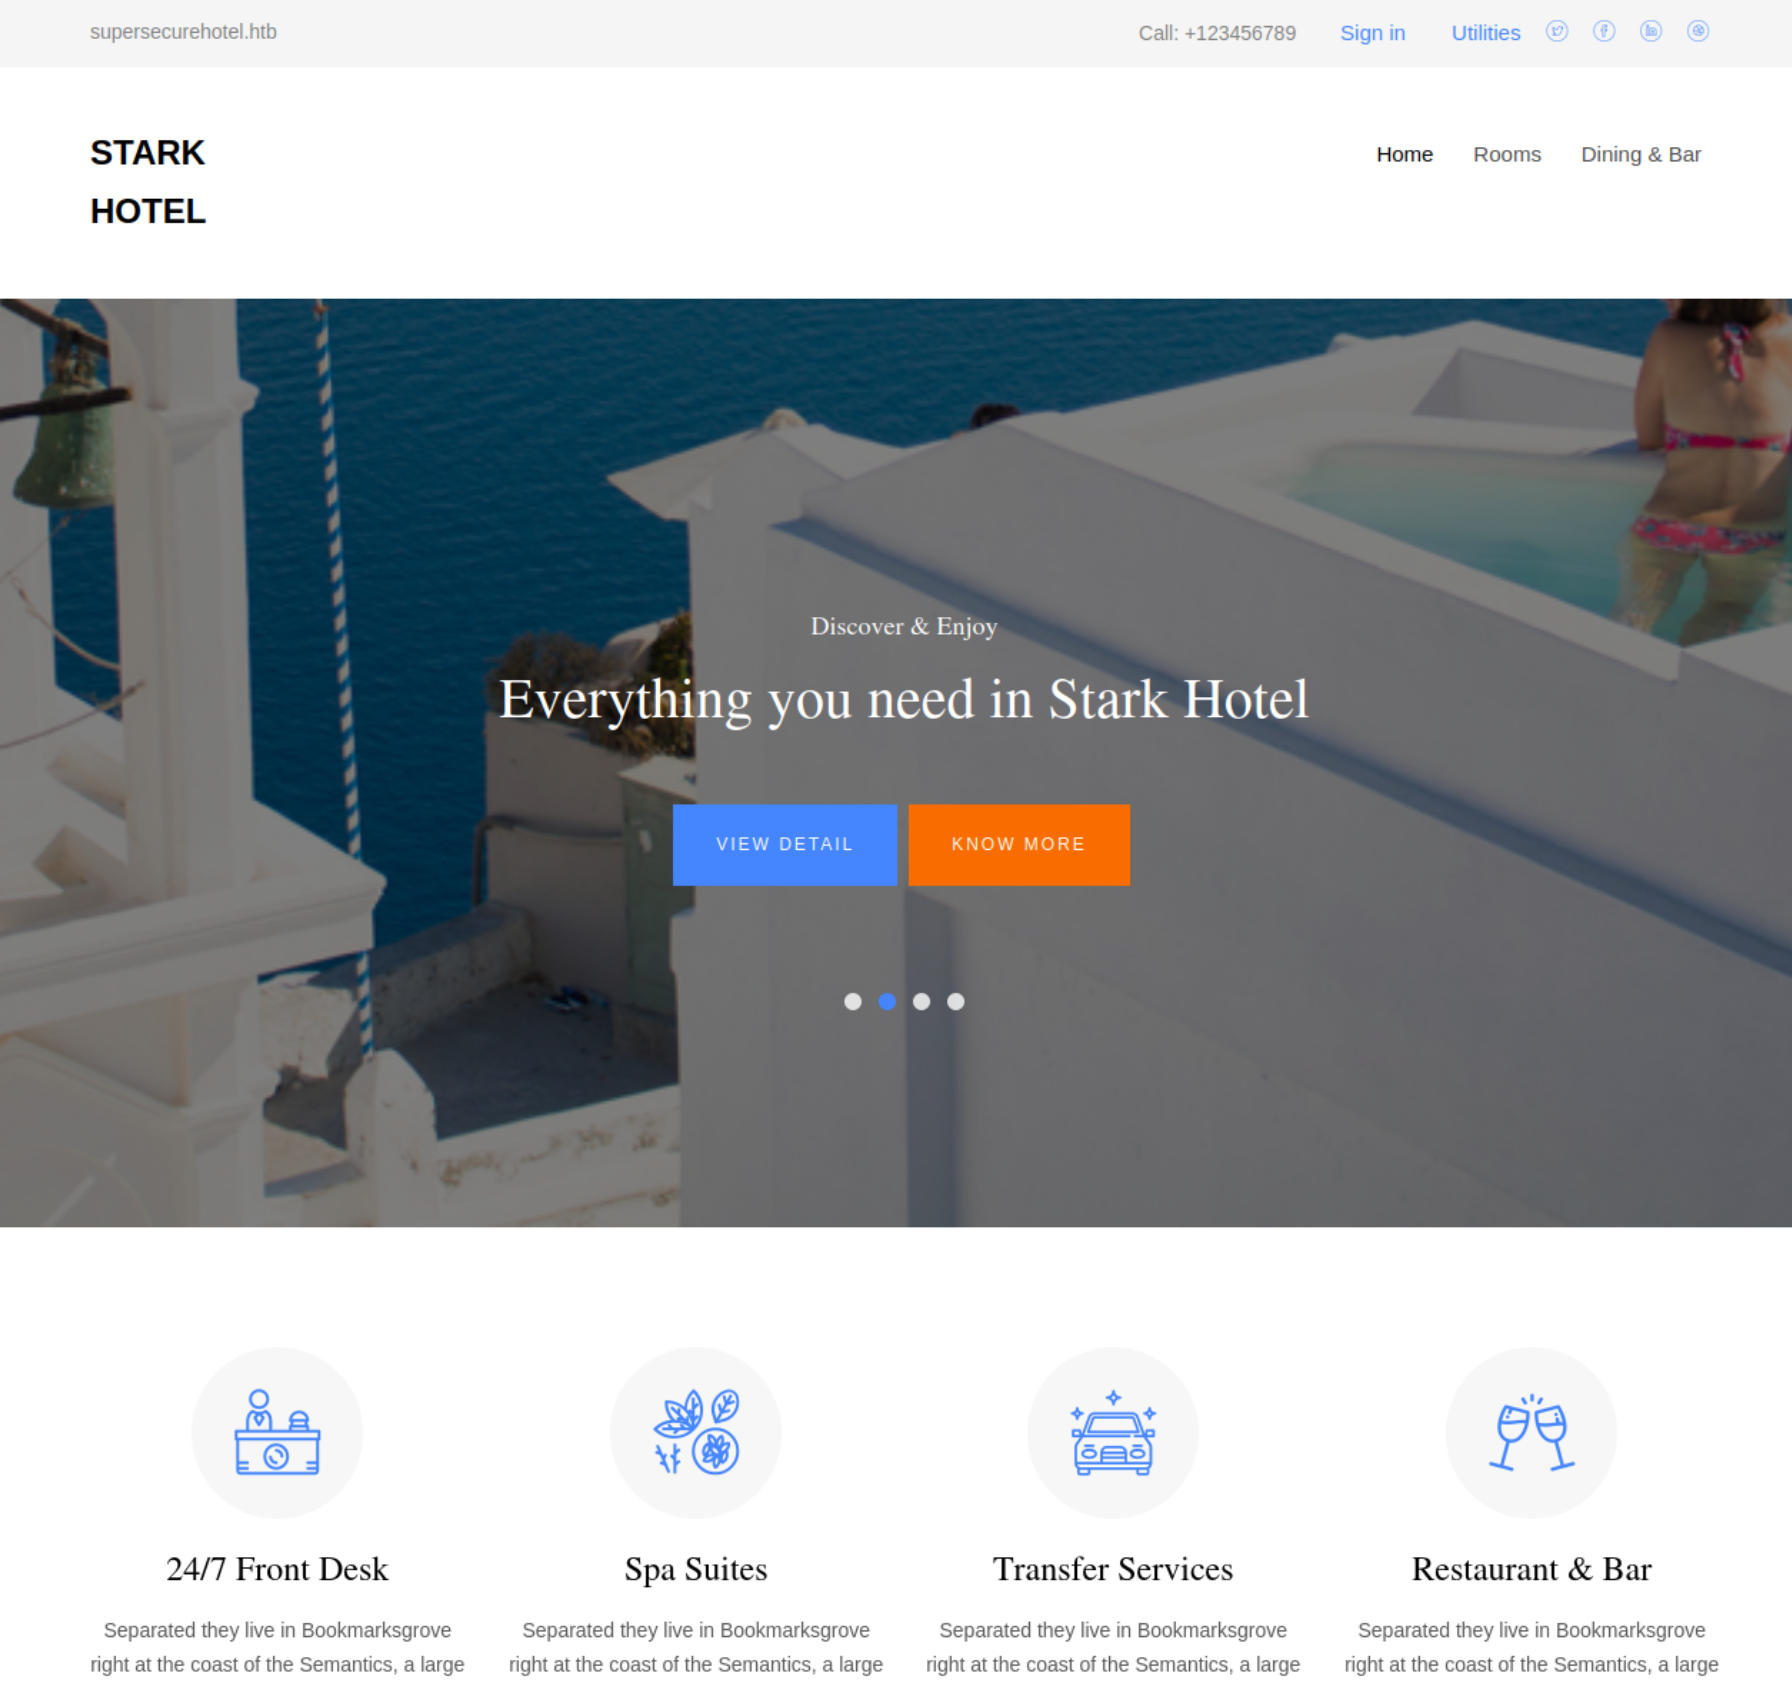 supersecurehotel.htb
Call: +123456789
Sign in
Utilities
STARK
HOTEL
Home
Rooms
Dining & Bar
Discover & Enjoy
Everything you need in Stark Hotel
VIEW DETAIL
KNOW MORE
24/7 Front Desk
Separated they live in Bookmarksgrove
right at the coast of the Semantics, a large
Spa Suites
Separated they live in Bookmarksgrove
right at the coast of the Semantics, a large
Transfer Services
Separated they live in Bookmarksgrove
right at the coast of the Semantics, a large
Restaurant & Bar
Separated they live in Bookmarksgrove
right at the coast of the Semantics, a large